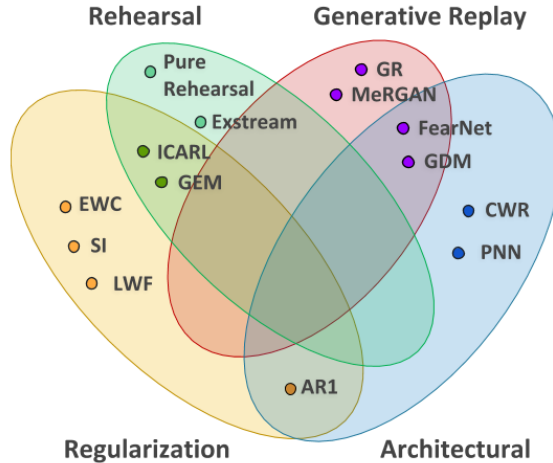 Rehearsal
Generative Replay
Pure
Rehearsal
GR
MeRGAN
Exstream
FearNet
ICARL
GDM
GEM
EWC
CWR
SI
PNN
LWF
AR1
Regularization
Architectural